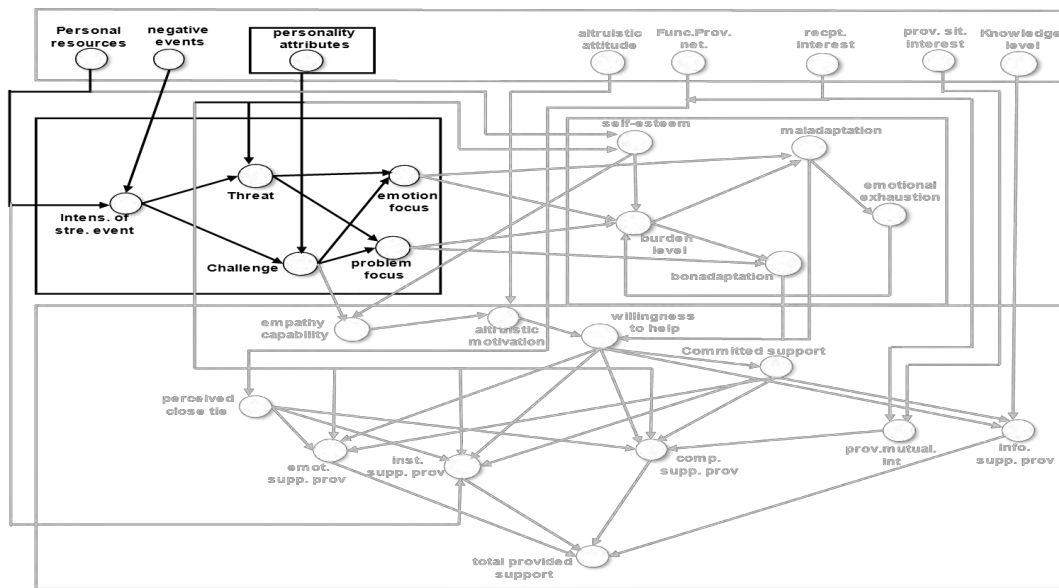 Personal
resources
negative
events
personality
attributes
altruistic
attitude
Func.Prov.
net.
recpt.
interest
prov. sit.
interest
Knowledge
level
self-esteem
maladaptation
Threat
emotion
focus
emotional
exhaustion
Intens. of
stre. event
burden
level
Challenge
problem
focus
bonadaptation
empathy
capability
altruistic
motivation
willingness
to help
Committed support
perceived
close tie
emot.
supp. prov
inst.
supp. prov
comp.
supp. prov
prov.mutual.
int
info.
supp. prov
total provided
support